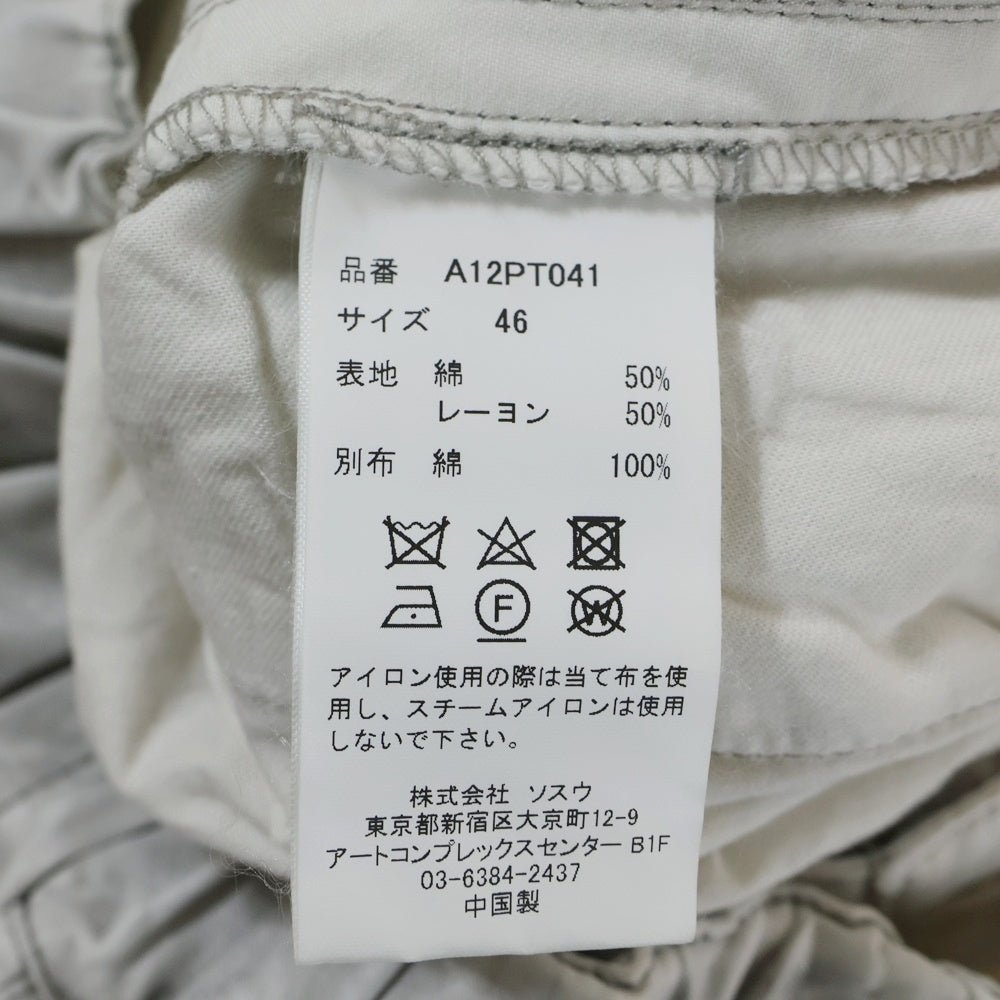 品番 A12PT041
サイズ 46
表地 綿 50%
レーヨン 50%
別布 綿 100%
F W
アイロン使用の際は当て布を使
用し、スチームアイロンは使用
しないで下さい。
株式会社 ソスウ
東京都新宿区大京町12-9
アートコンプレックスセンター B1F
03-6384-2437
中国製